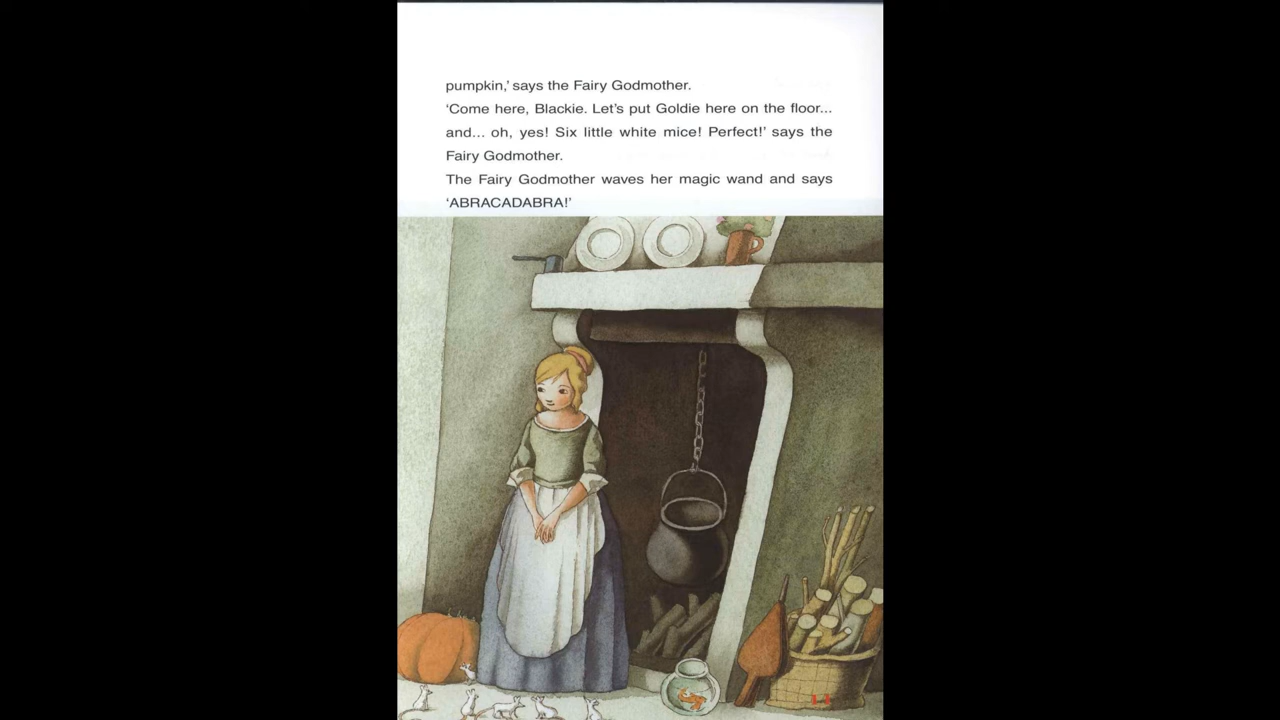 pumpkin,’ says the Fairy Godmother.
‘Come here, Blackie. Let’s put Goldie here on the floor...
and... oh, yes! Six little white mice! Perfect!’ says the
Fairy Godmother.
The Fairy Godmother waves her magic wand and says
‘ABRACADABRA!’